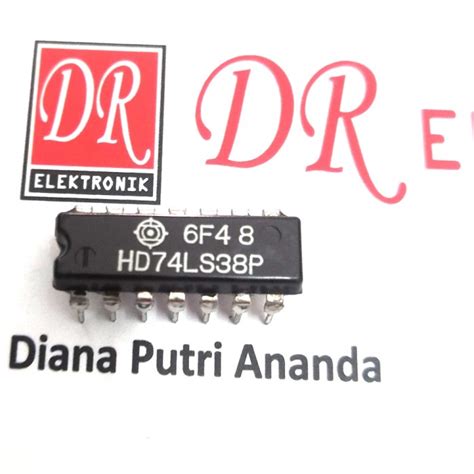 DR
ELEKTRONIK
DR E
6F4 8
HD74LS38P
Diana Putri Ananda